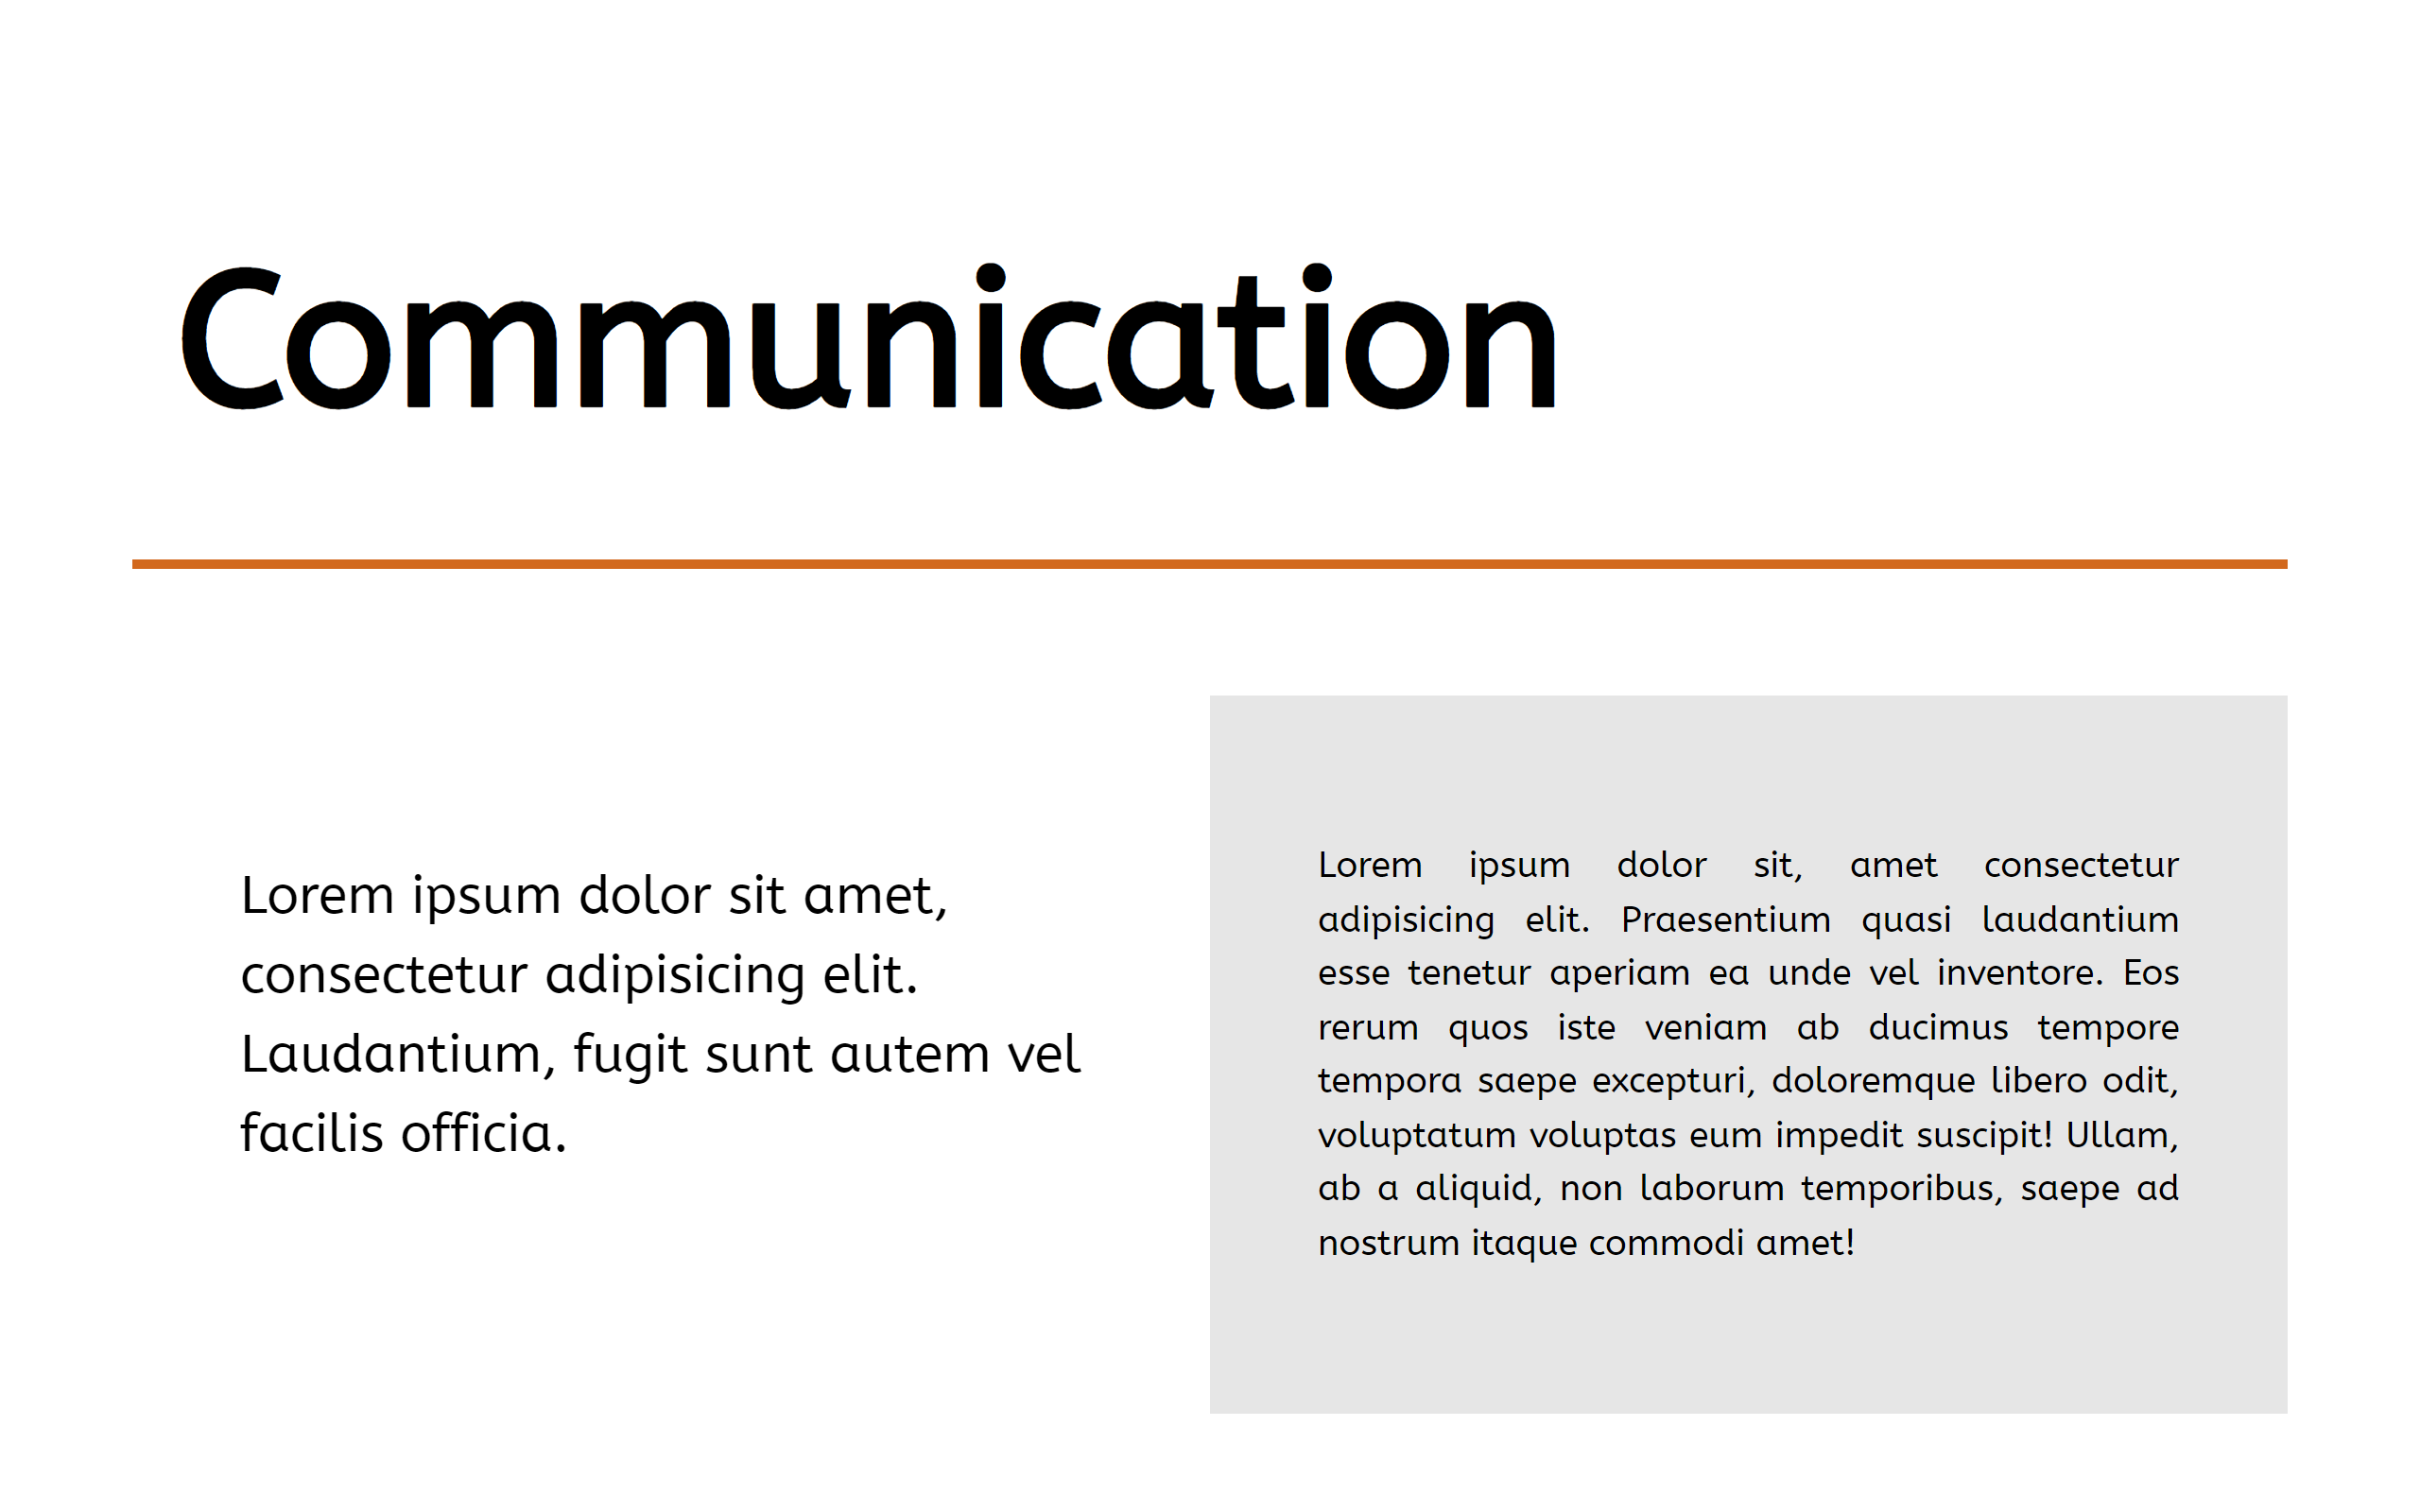 Communication
Lorem ipsum dolor sit amet,
consectetur adipisicing elit.
Laudantium, fugit sunt autem vel
facilis officia.
Lorem ipsum dolor sit, amet consectetur
adipisicing elit. Praesentium quasi laudantium
esse tenetur aperiam ea unde vel inventore. Eos
rerum quos iste veniam ab ducimus tempore
tempora saepe excepturi, doloremque libero odit,
voluptatum voluptas eum impedit suscipit! Ullam,
ab a aliquid, non laborum temporibus, saepe ad
nostrum itaque commodi amet!